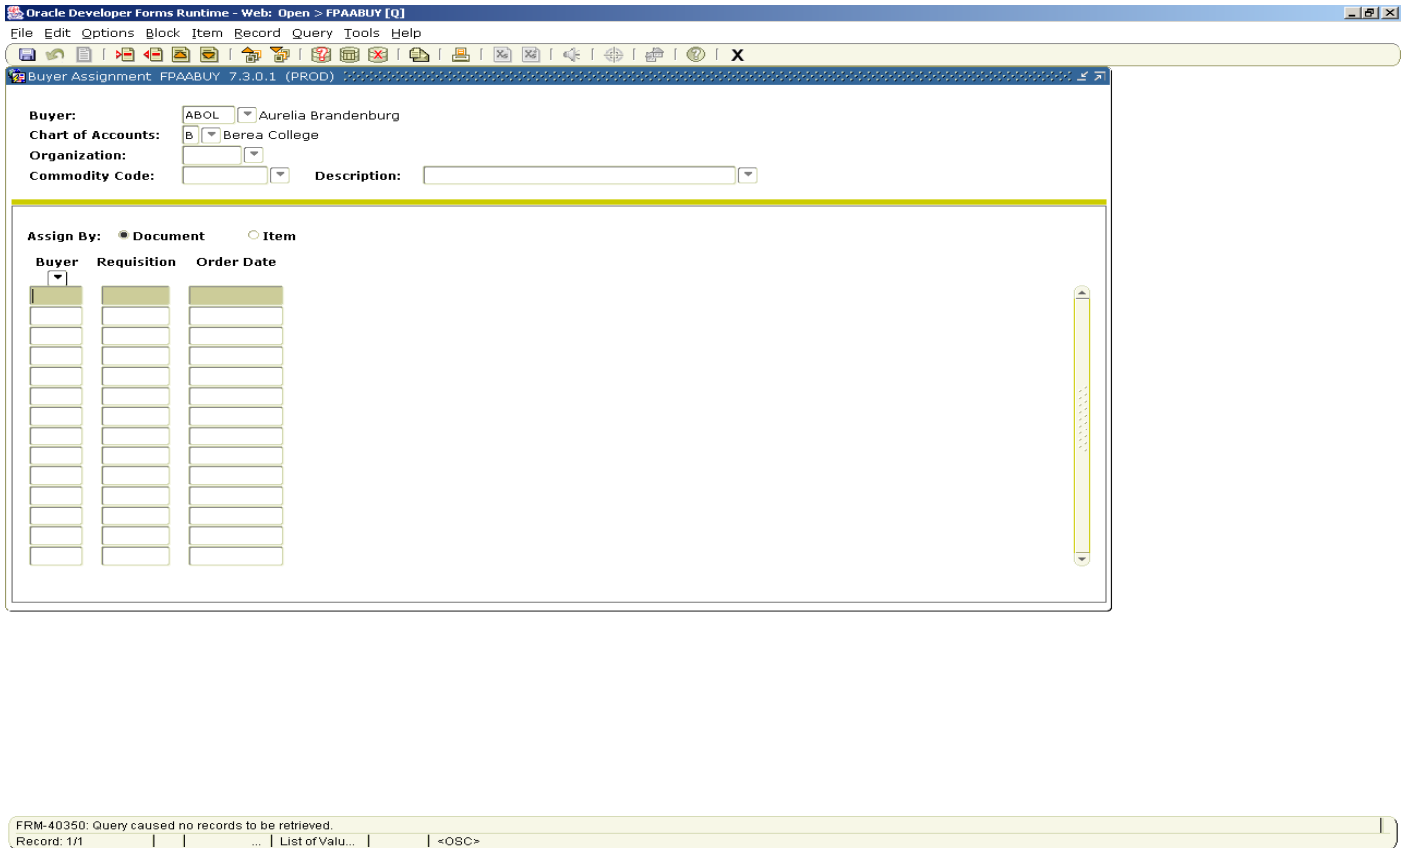 Oracle Developer Forms Runtime - Web: Open > FPAABUY [Q]
File Edit Options Block Item Record Query Tools Help
Buyer Assignment FPAABUY 7.3.0.1 (PROD)
Buyer: ABOL Aurelia Brandenburg
Chart of Accounts: B Berea College
Organization:
Commodity Code: Description:
Assign By: Document Item
Buyer Requisition Order Date
FRM-40350: Query caused no records to be retrieved.
Record: 1/1 ... List of Valu... <OSC>